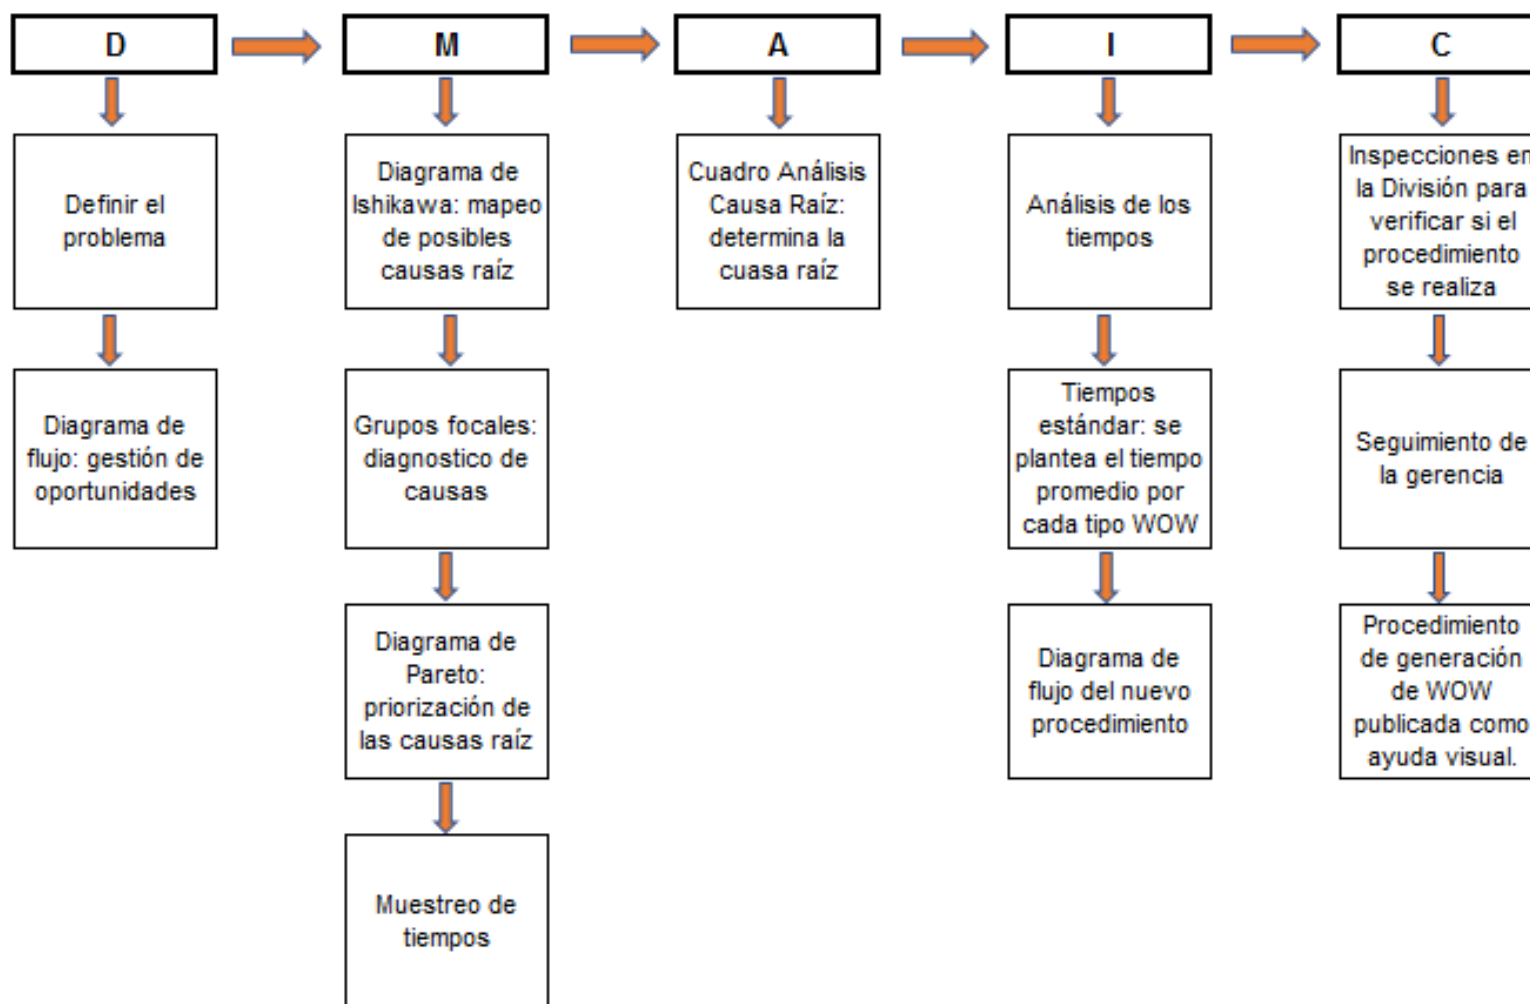 D
M
A
I
C
Definir el
problema
Diagrama de
flujo: gestión de
oportunidades
Diagrama de
Ishikawa: mapeo
de posibles
causas raíz
Grupos focales:
diagnostico de
causas
Diagrama de
Pareto:
priorización de
las causas raíz
Muestreo de
tiempos
Cuadro Análisis
Causa Raíz:
determina la
cuasa raíz
Análisis de los
tiempos
Tiempos
estándar: se
plantea el tiempo
promedio por
cada tipo WOW
Diagrama de
flujo del nuevo
procedimiento
Inspecciones en
la División para
verificar si el
procedimiento
se realiza
Seguimiento de
la gerencia
Procedimiento
de generación
de WOW
publicada como
ayuda visual.